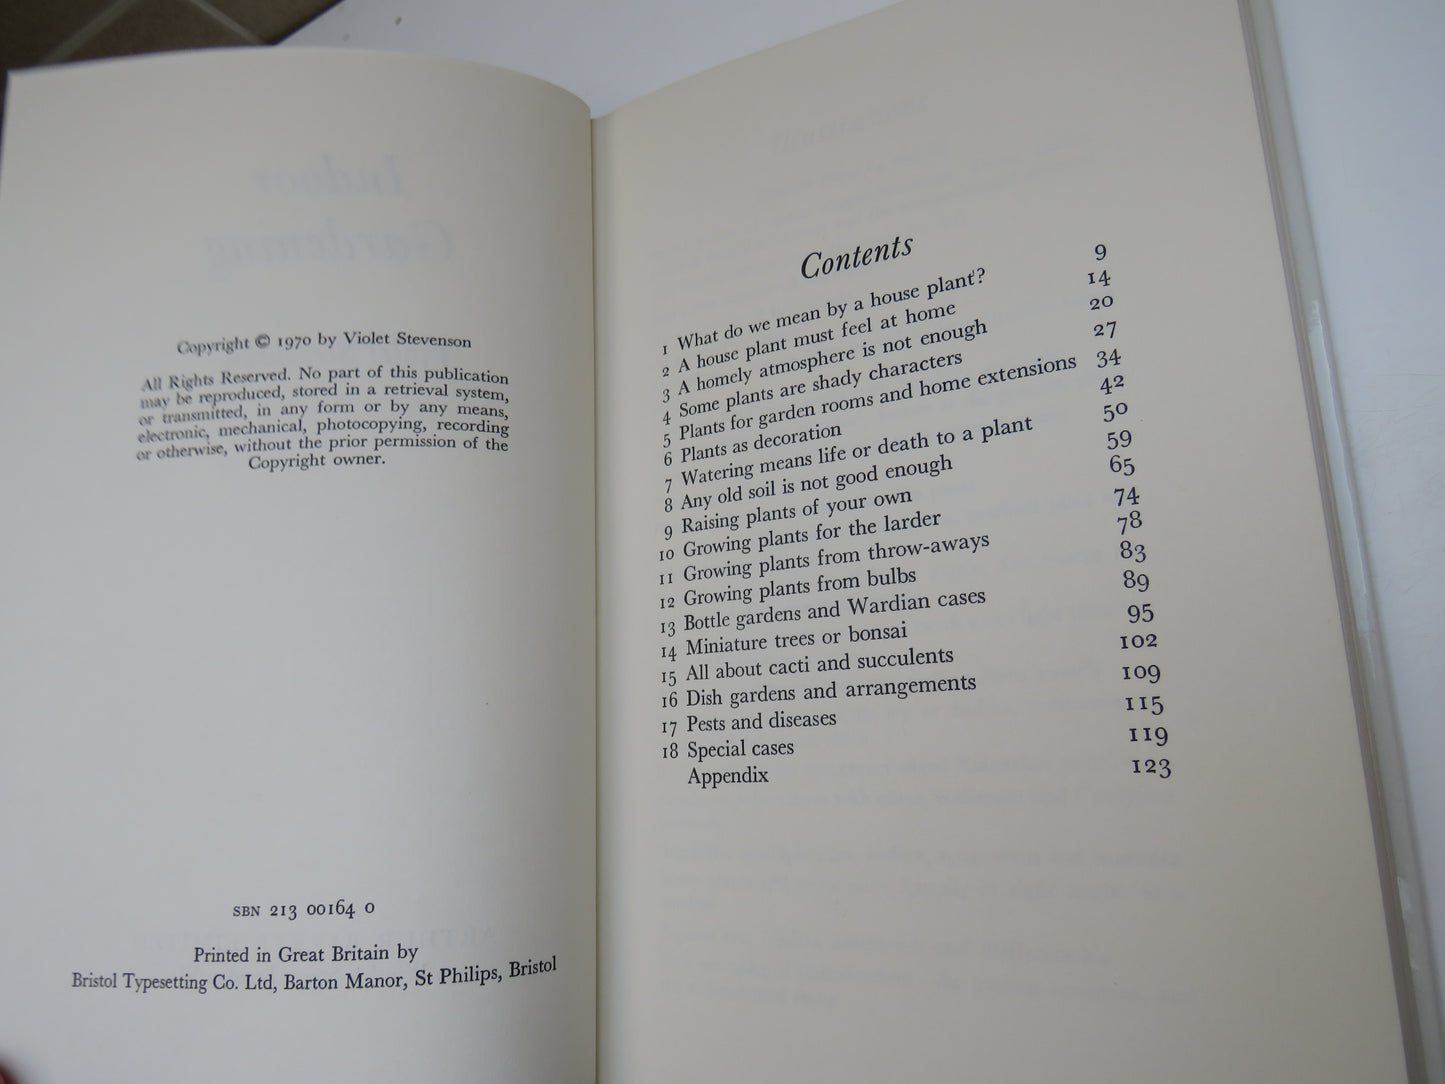 Copyright © 1970 by Violet Stevenson
All Rights Reserved. No part of this publication
may be reproduced, stored in a retrieval system,
or transmitted, in any form or by any means,
electronic, mechanical, photocopying, recording
or otherwise, without the prior permission of the
Copyright owner.
SBN 213 00164 0
Printed in Great Britain by
Bristol Typesetting Co. Ltd, Barton Manor, St Philips, Bristol
Contents
1 What do we mean by a house plant'? 9
2 A house plant must feel at home 14
3 A homely atmosphere is not enough 20
4 Some plants are shady characters 27
5 Plants for garden rooms and home extensions 34
6 Plants as decoration 42
7 Watering means life or death to a plant 50
8 Any old soil is not good enough 59
9 Raising plants of your own 65
10 Growing plants for the larder 74
11 Growing plants from throw-aways 78
12 Growing plants from bulbs 83
13 Bottle gardens and Wardian cases 89
14 Miniature trees or bonsai 95
15 All about cacti and succulents 102
16 Dish gardens and arrangements 109
17 Pests and diseases 115
18 Special cases 119
Appendix 123